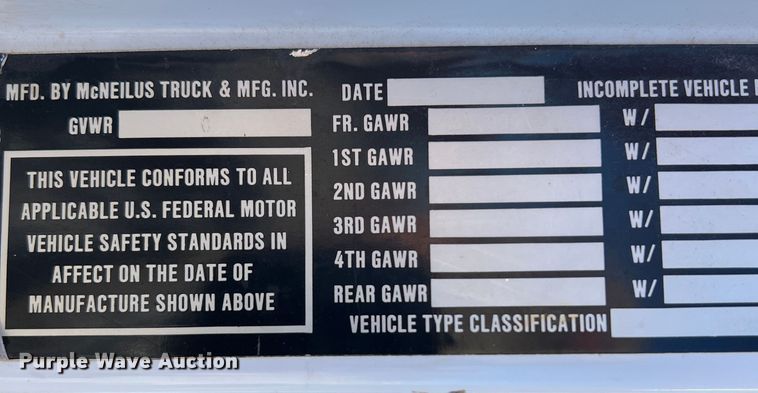 MFD. BY McNEILUS TRUCK & MFG. INC.
GVWR
THIS VEHICLE CONFORMS TO ALL
APPLICABLE U.S. FEDERAL MOTOR
VEHICLE SAFETY STANDARDS IN
AFFECT ON THE DATE OF
MANUFACTURE SHOWN ABOVE
DATE
INCOMPLETE VEHICLE
FR. GAWR W/
1ST GAWR W/
2ND GAWR W/
3RD GAWR W/
4TH GAWR W/
REAR GAWR W/
VEHICLE TYPE CLASSIFICATION
Purple Wave Auction